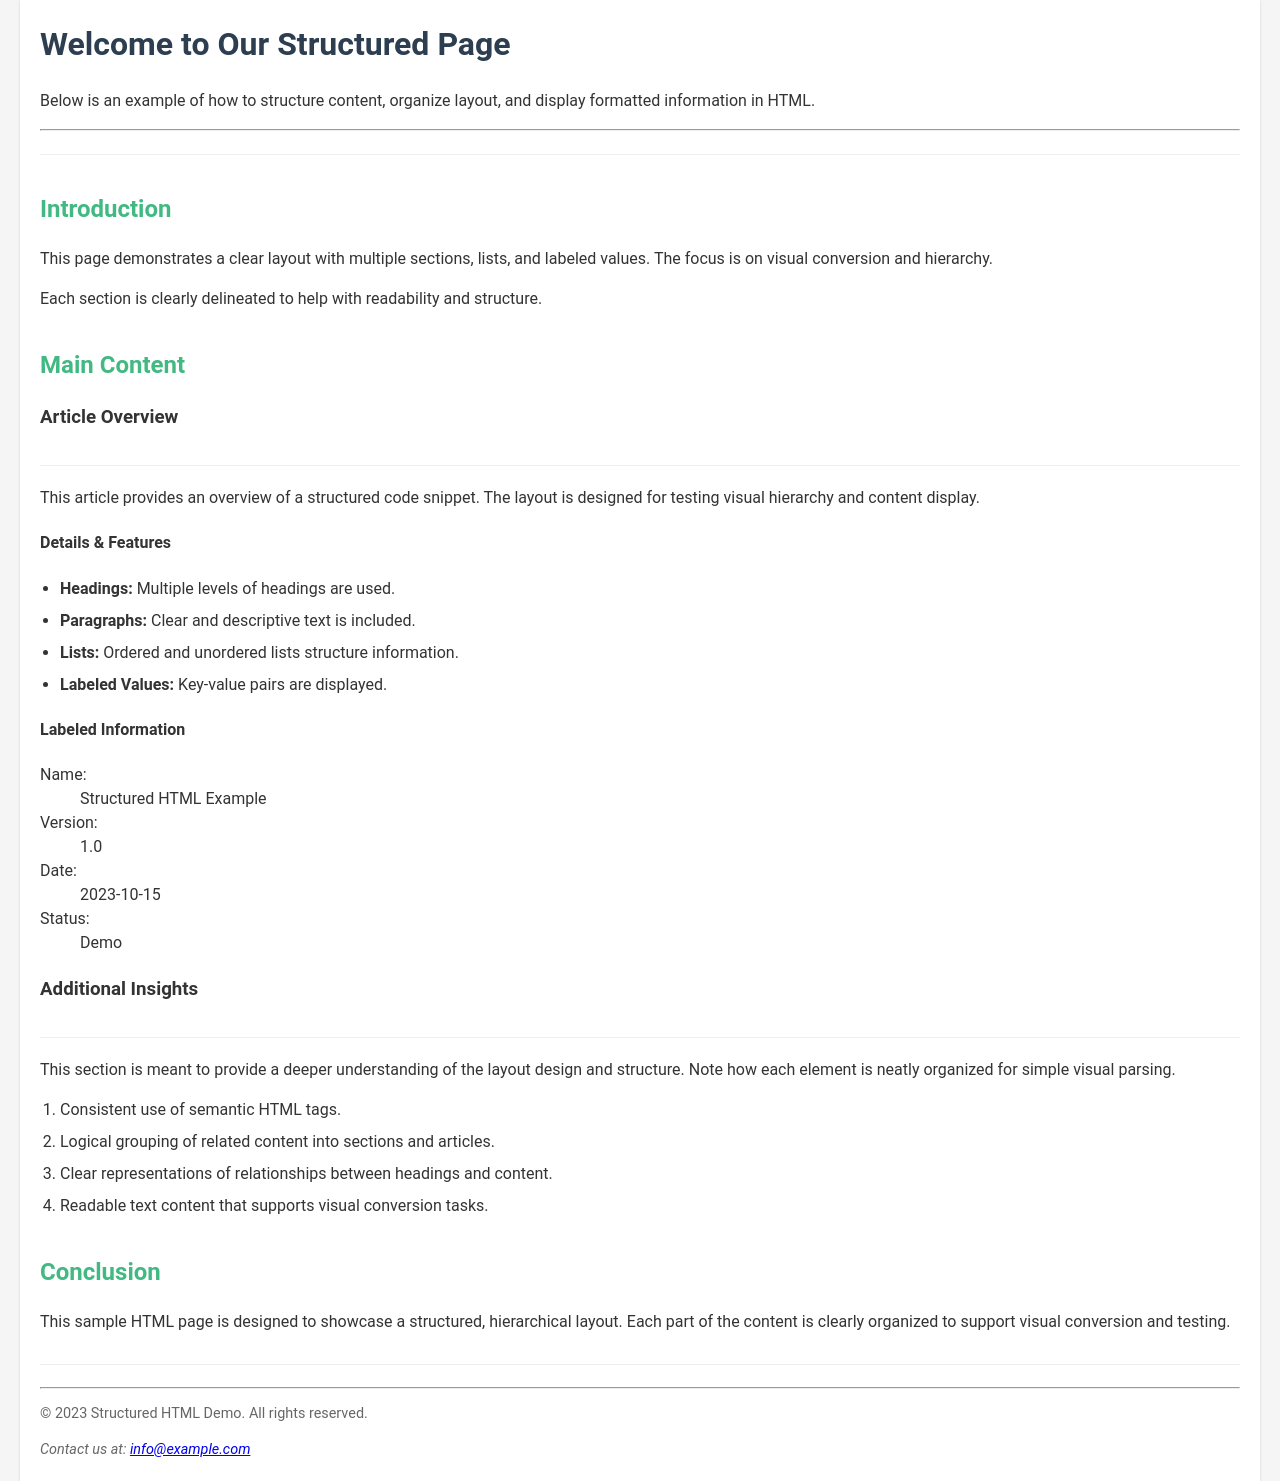 Welcome to Our Structured Page
Below is an example of how to structure content, organize layout, and display formatted information in HTML.
Introduction
This page demonstrates a clear layout with multiple sections, lists, and labeled values. The focus is on visual conversion and hierarchy.
Each section is clearly delineated to help with readability and structure.
Main Content
Article Overview
This article provides an overview of a structured code snippet. The layout is designed for testing visual hierarchy and content display.
Details & Features
• Headings: Multiple levels of headings are used.
• Paragraphs: Clear and descriptive text is included.
• Lists: Ordered and unordered lists structure information.
• Labeled Values: Key-value pairs are displayed.
Labeled Information
Name:
Structured HTML Example
Version:
1.0
Date:
2023-10-15
Status:
Demo
Additional Insights
This section is meant to provide a deeper understanding of the layout design and structure. Note how each element is neatly organized for simple visual parsing.
1. Consistent use of semantic HTML tags.
2. Logical grouping of related content into sections and articles.
3. Clear representations of relationships between headings and content.
4. Readable text content that supports visual conversion tasks.
Conclusion
This sample HTML page is designed to showcase a structured, hierarchical layout. Each part of the content is clearly organized to support visual conversion and testing.
© 2023 Structured HTML Demo. All rights reserved.
Contact us at: info@example.com